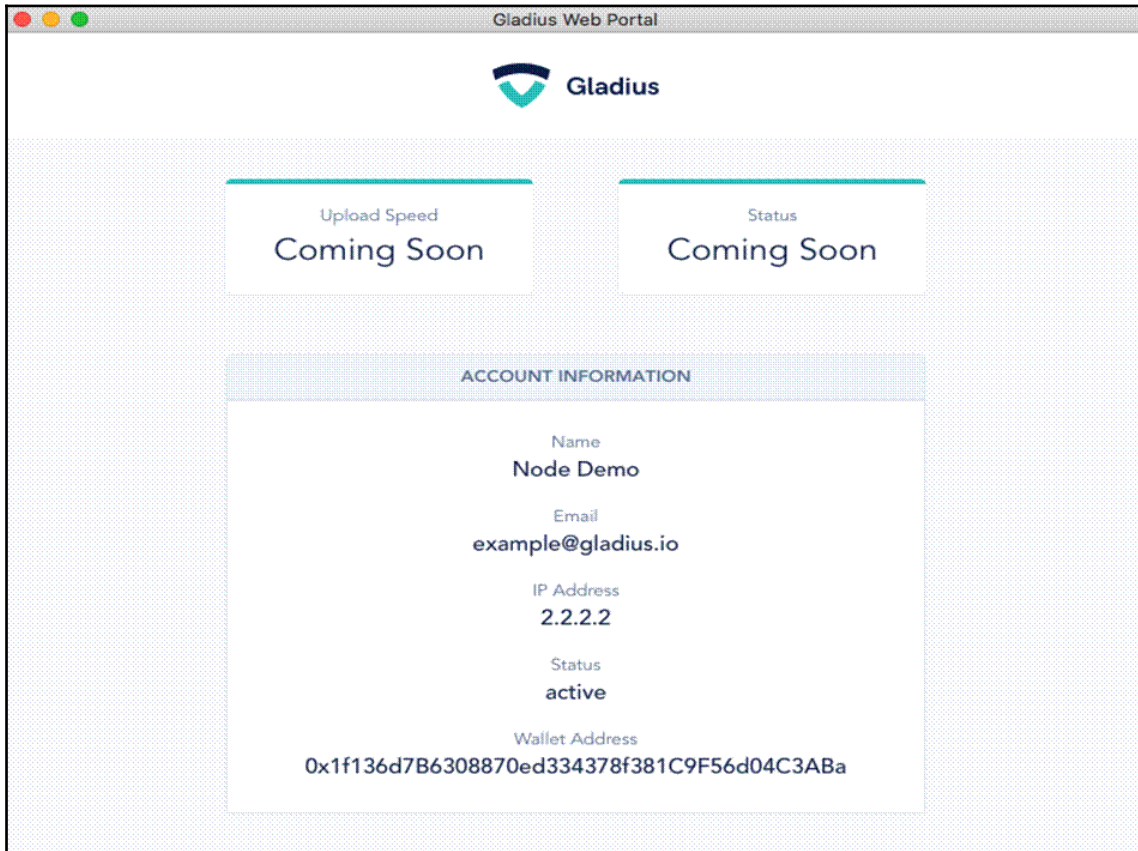 Gladius Web Portal
Gladius
Upload Speed
Coming Soon
Status
Coming Soon
ACCOUNT INFORMATION
Name
Node Demo
Email
example@gladius.io
IP Address
2.2.2.2
Status
active
Wallet Address
0x1f136d7B6308870ed334378f381C9F56d04C3ABa